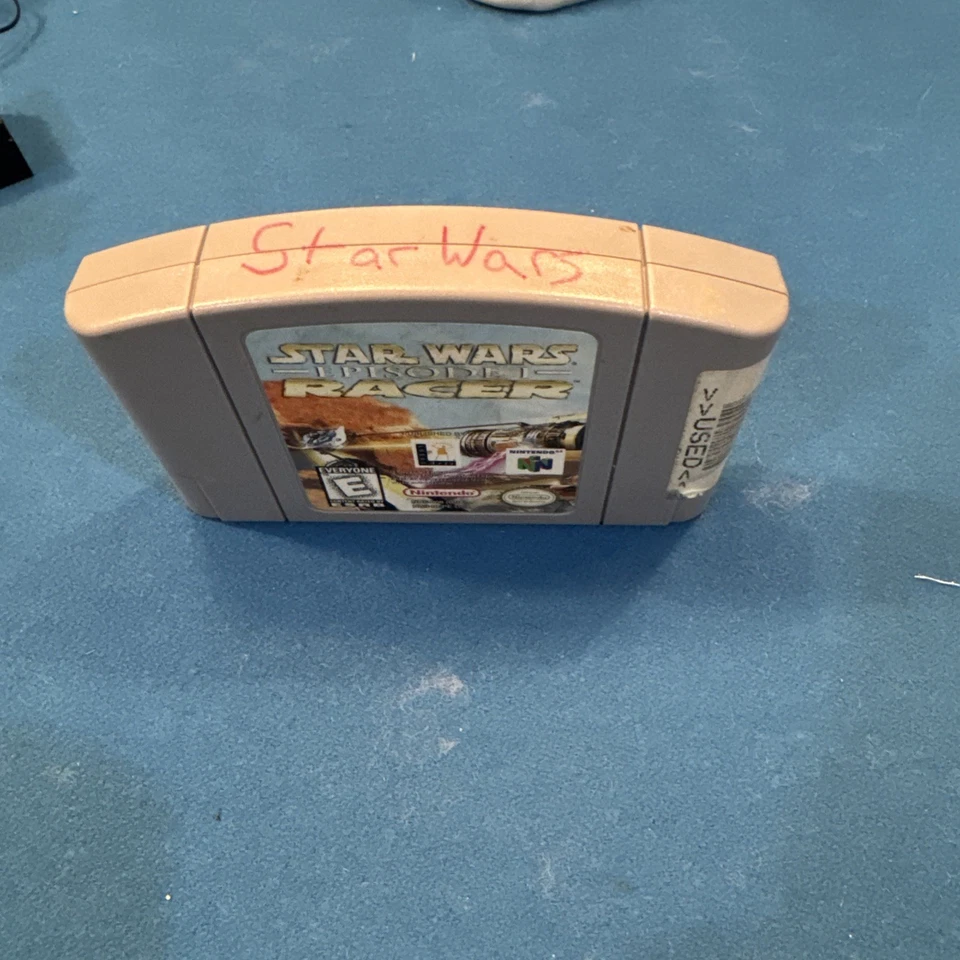 Star Wars
STAR WARS
EPISODE I
RACER
NINTENDO 64
EVERYONE
E
Nintendo
>>USED<<